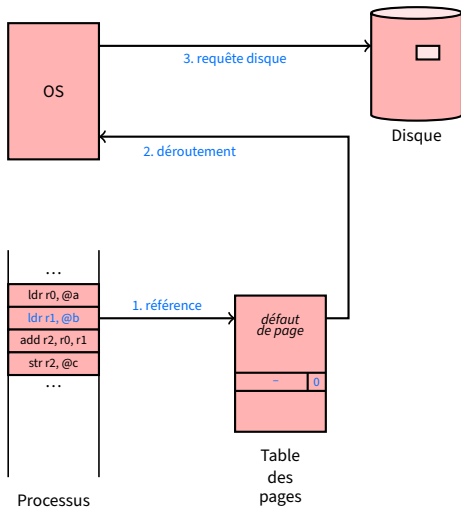 OS
3. requête disque
Disque
2. déroutement
...
ldr r0, @a
ldr r1, @b
add r2, r0, r1
str r2, @c
...
1. référence
défaut
de page
– 0
Table
des
pages
Processus